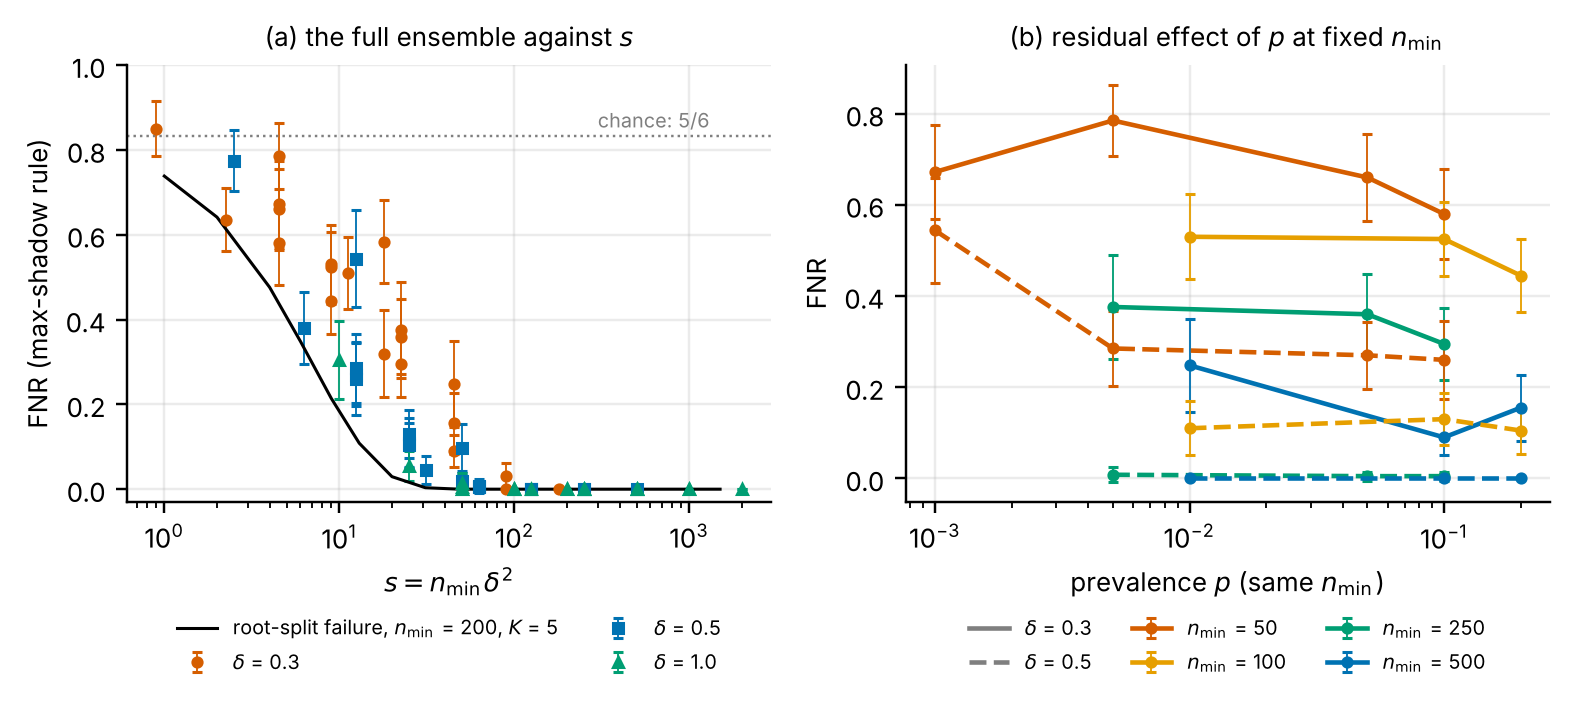 (a) the full ensemble against s
FNR (max-shadow rule)
1.0
0.8
0.6
0.4
0.2
0.0
chance: 5/6
10⁰
10¹
10²
10³
s = n_min δ²
root-split failure, n_min = 200, K = 5
δ = 0.3
δ = 0.5
δ = 1.0
(b) residual effect of p at fixed n_min
FNR
0.8
0.6
0.4
0.2
0.0
10⁻³
10⁻²
10⁻¹
prevalence p (same n_min)
δ = 0.3
δ = 0.5
n_min = 50
n_min = 100
n_min = 250
n_min = 500